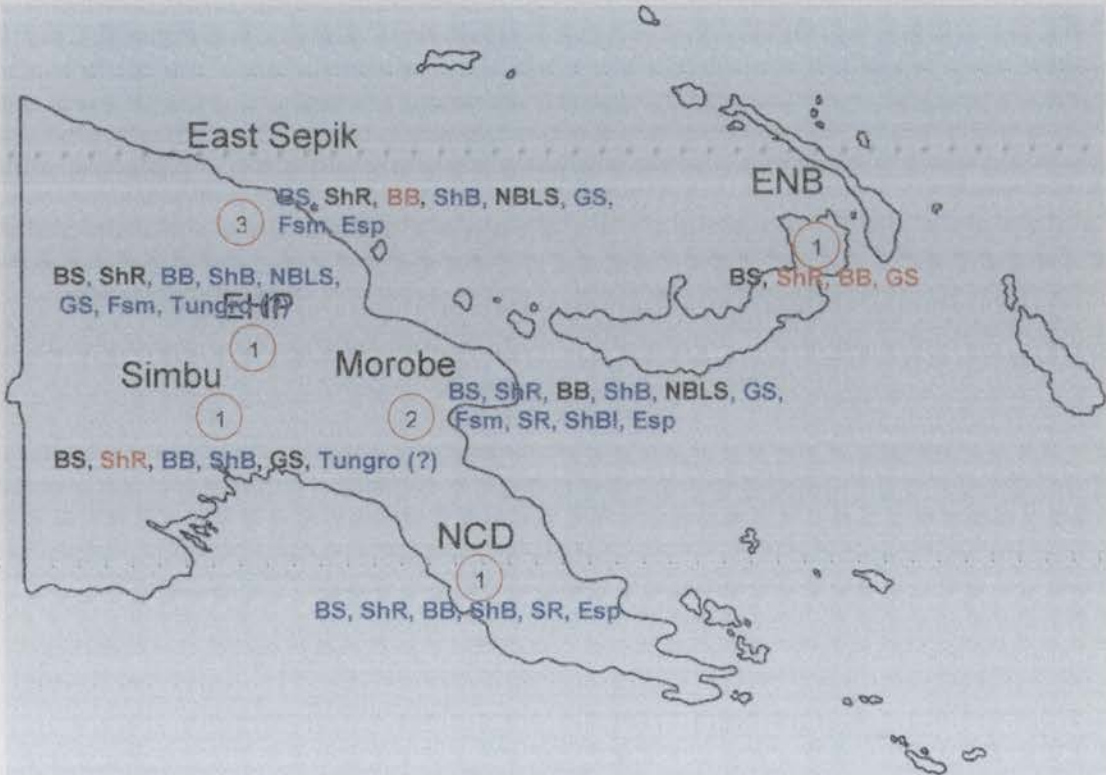 East Sepik
BS, ShR, BB, ShB, NBLS, GS,
Fsm, Esp
3
ENB
1
BS, ShR, BB, GS
BS, ShR, BB, ShB, NBLS,
GS, Fsm, Tungro
EHP
1
Simbu
1
BS, ShR, BB, ShB, GS, Tungro (?)
Morobe
2
BS, ShR, BB, ShB, NBLS, GS,
Fsm, SR, ShBl, Esp
NCD
1
BS, ShR, BB, ShB, SR, Esp